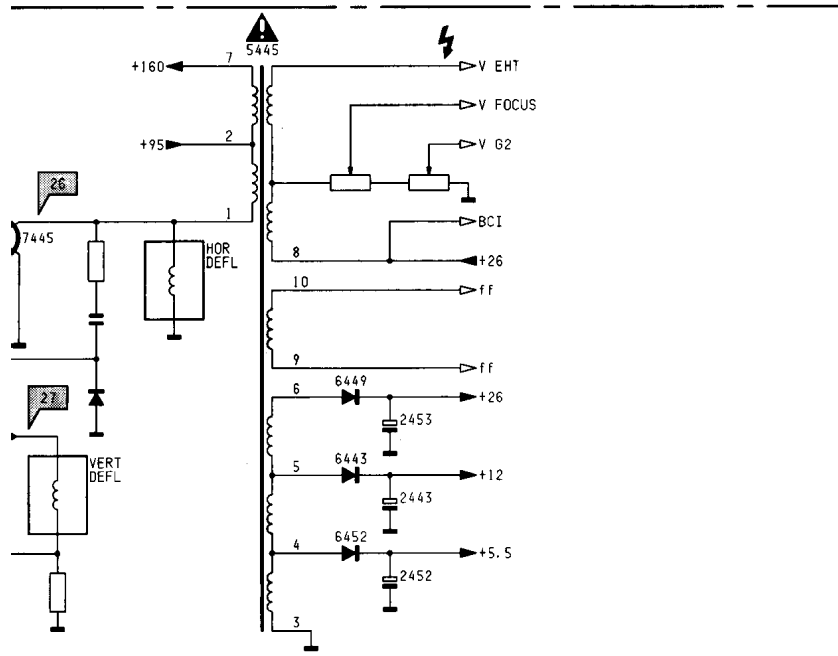 5445
7
+160
V EHT
V FOCUS
2
+95
V G2
26
1
BCI
7445
HOR
DEFL
8
+26
10
ff
9
ff
6
6449
+26
27
2453
5
6443
+12
VERT
DEFL
2443
4
6452
+5.5
2452
3